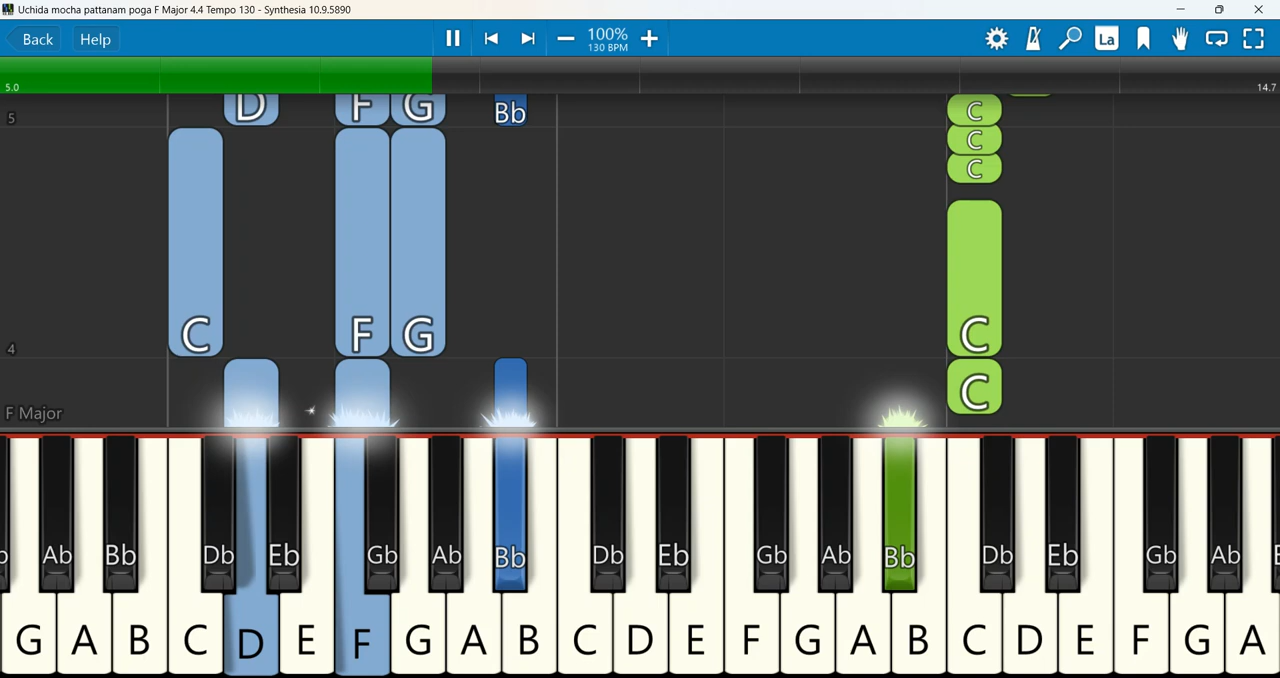 Uchida mocha pattanam poga F Major 4.4 Tempo 130 - Synthesia 10.9.5890
Back Help 100% La
130 BPM
5.0 14.7
5 D F G Bb C
C
C
4 C F G C
F Major C
b Ab Bb Db Eb Gb Ab Bb Db Eb Gb Ab Bb Db Eb Gb Ab E
G A B C D E F G A B C D E F G A B C D E F G A